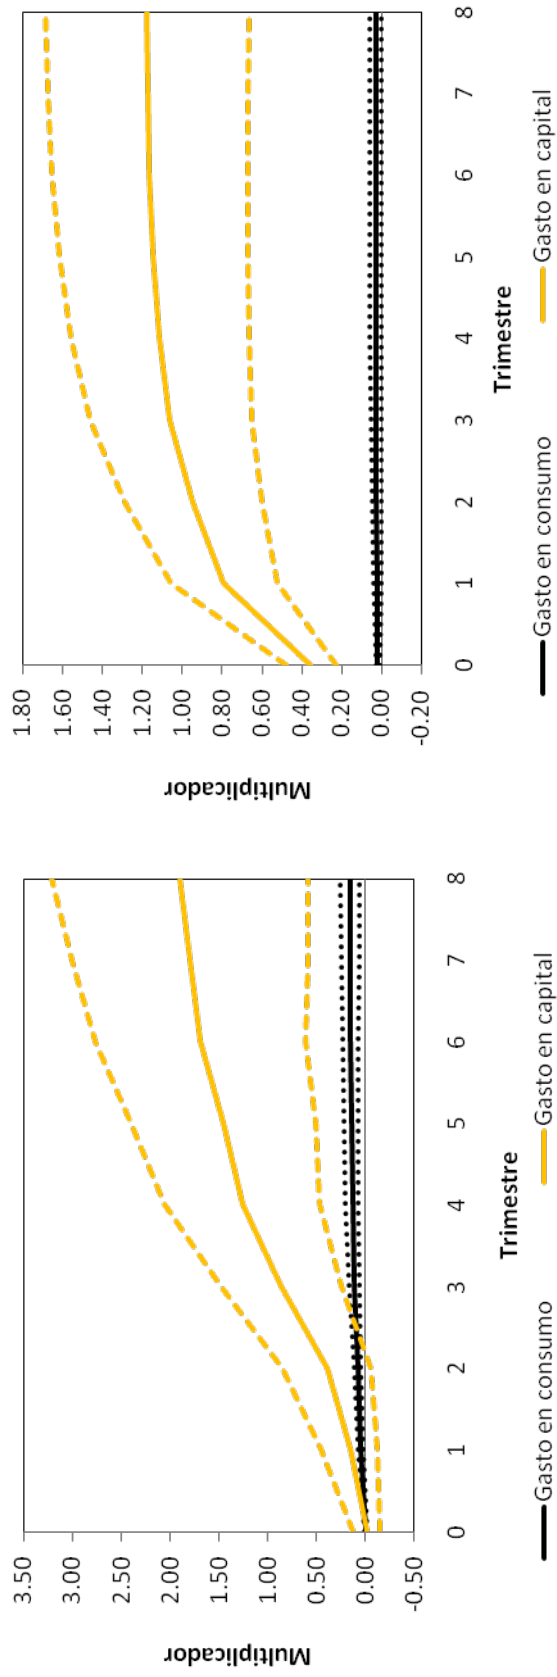 3.50
3.00
2.50
2.00
1.50
1.00
0.50
0.00
-0.50
Multiplicador
0 1 2 3 4 5 6 7 8
Trimestre
Gasto en consumo Gasto en capital
1.80
1.60
1.40
1.20
1.00
0.80
0.60
0.40
0.20
0.00
-0.20
Multiplicador
0 1 2 3 4 5 6 7 8
Trimestre
Gasto en consumo Gasto en capital